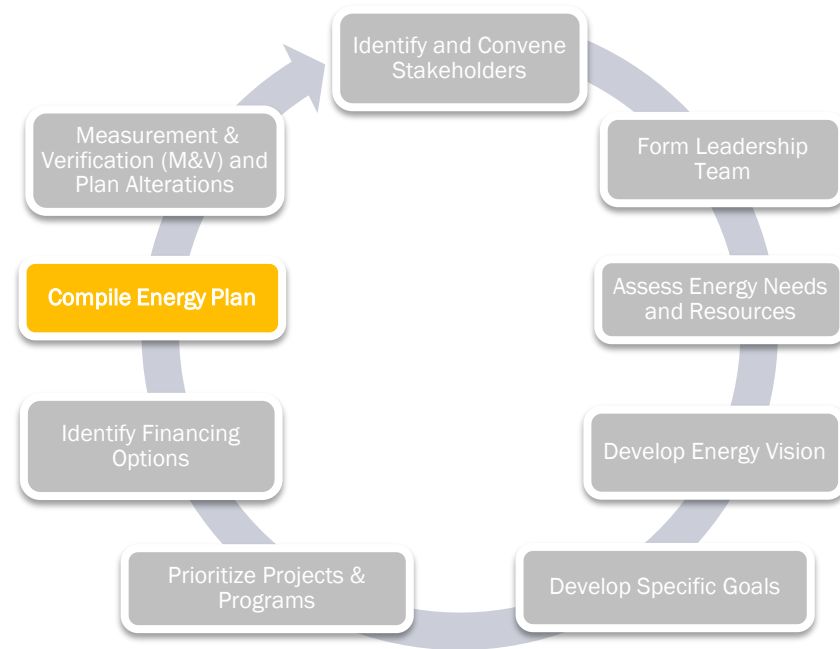 Identify and Convene
Stakeholders
Form Leadership
Team
Assess Energy Needs
and Resources
Develop Energy Vision
Develop Specific Goals
Prioritize Projects &
Programs
Identify Financing
Options
Compile Energy Plan
Measurement &
Verification (M&V) and
Plan Alterations